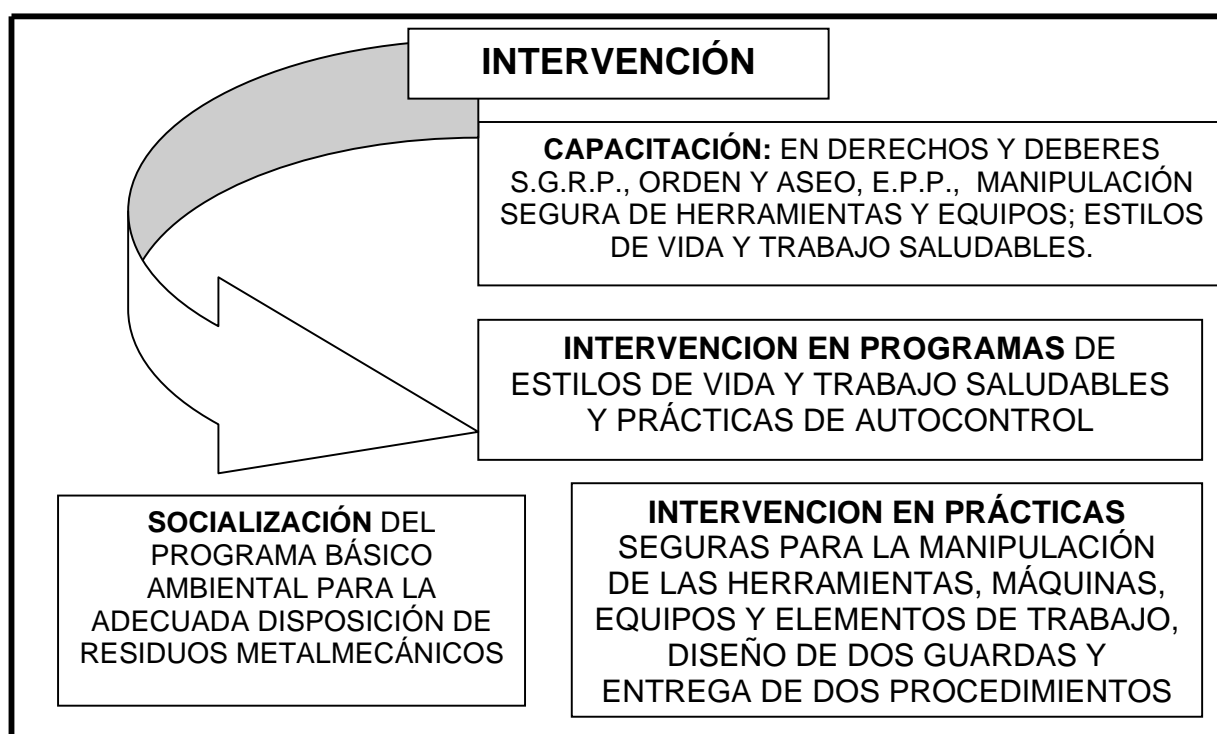 INTERVENCIÓN
CAPACITACIÓN: EN DERECHOS Y DEBERES
S.G.R.P., ORDEN Y ASEO, E.P.P., MANIPULACIÓN
SEGURA DE HERRAMIENTAS Y EQUIPOS; ESTILOS
DE VIDA Y TRABAJO SALUDABLES.
INTERVENCION EN PROGRAMAS DE
ESTILOS DE VIDA Y TRABAJO SALUDABLES
Y PRÁCTICAS DE AUTOCONTROL
SOCIALIZACIÓN DEL
PROGRAMA BÁSICO
AMBIENTAL PARA LA
ADECUADA DISPOSICIÓN DE
RESIDUOS METALMECÁNICOS
INTERVENCION EN PRÁCTICAS
SEGURAS PARA LA MANIPULACIÓN
DE LAS HERRAMIENTAS, MÁQUINAS,
EQUIPOS Y ELEMENTOS DE TRABAJO,
DISEÑO DE DOS GUARDAS Y
ENTREGA DE DOS PROCEDIMIENTOS